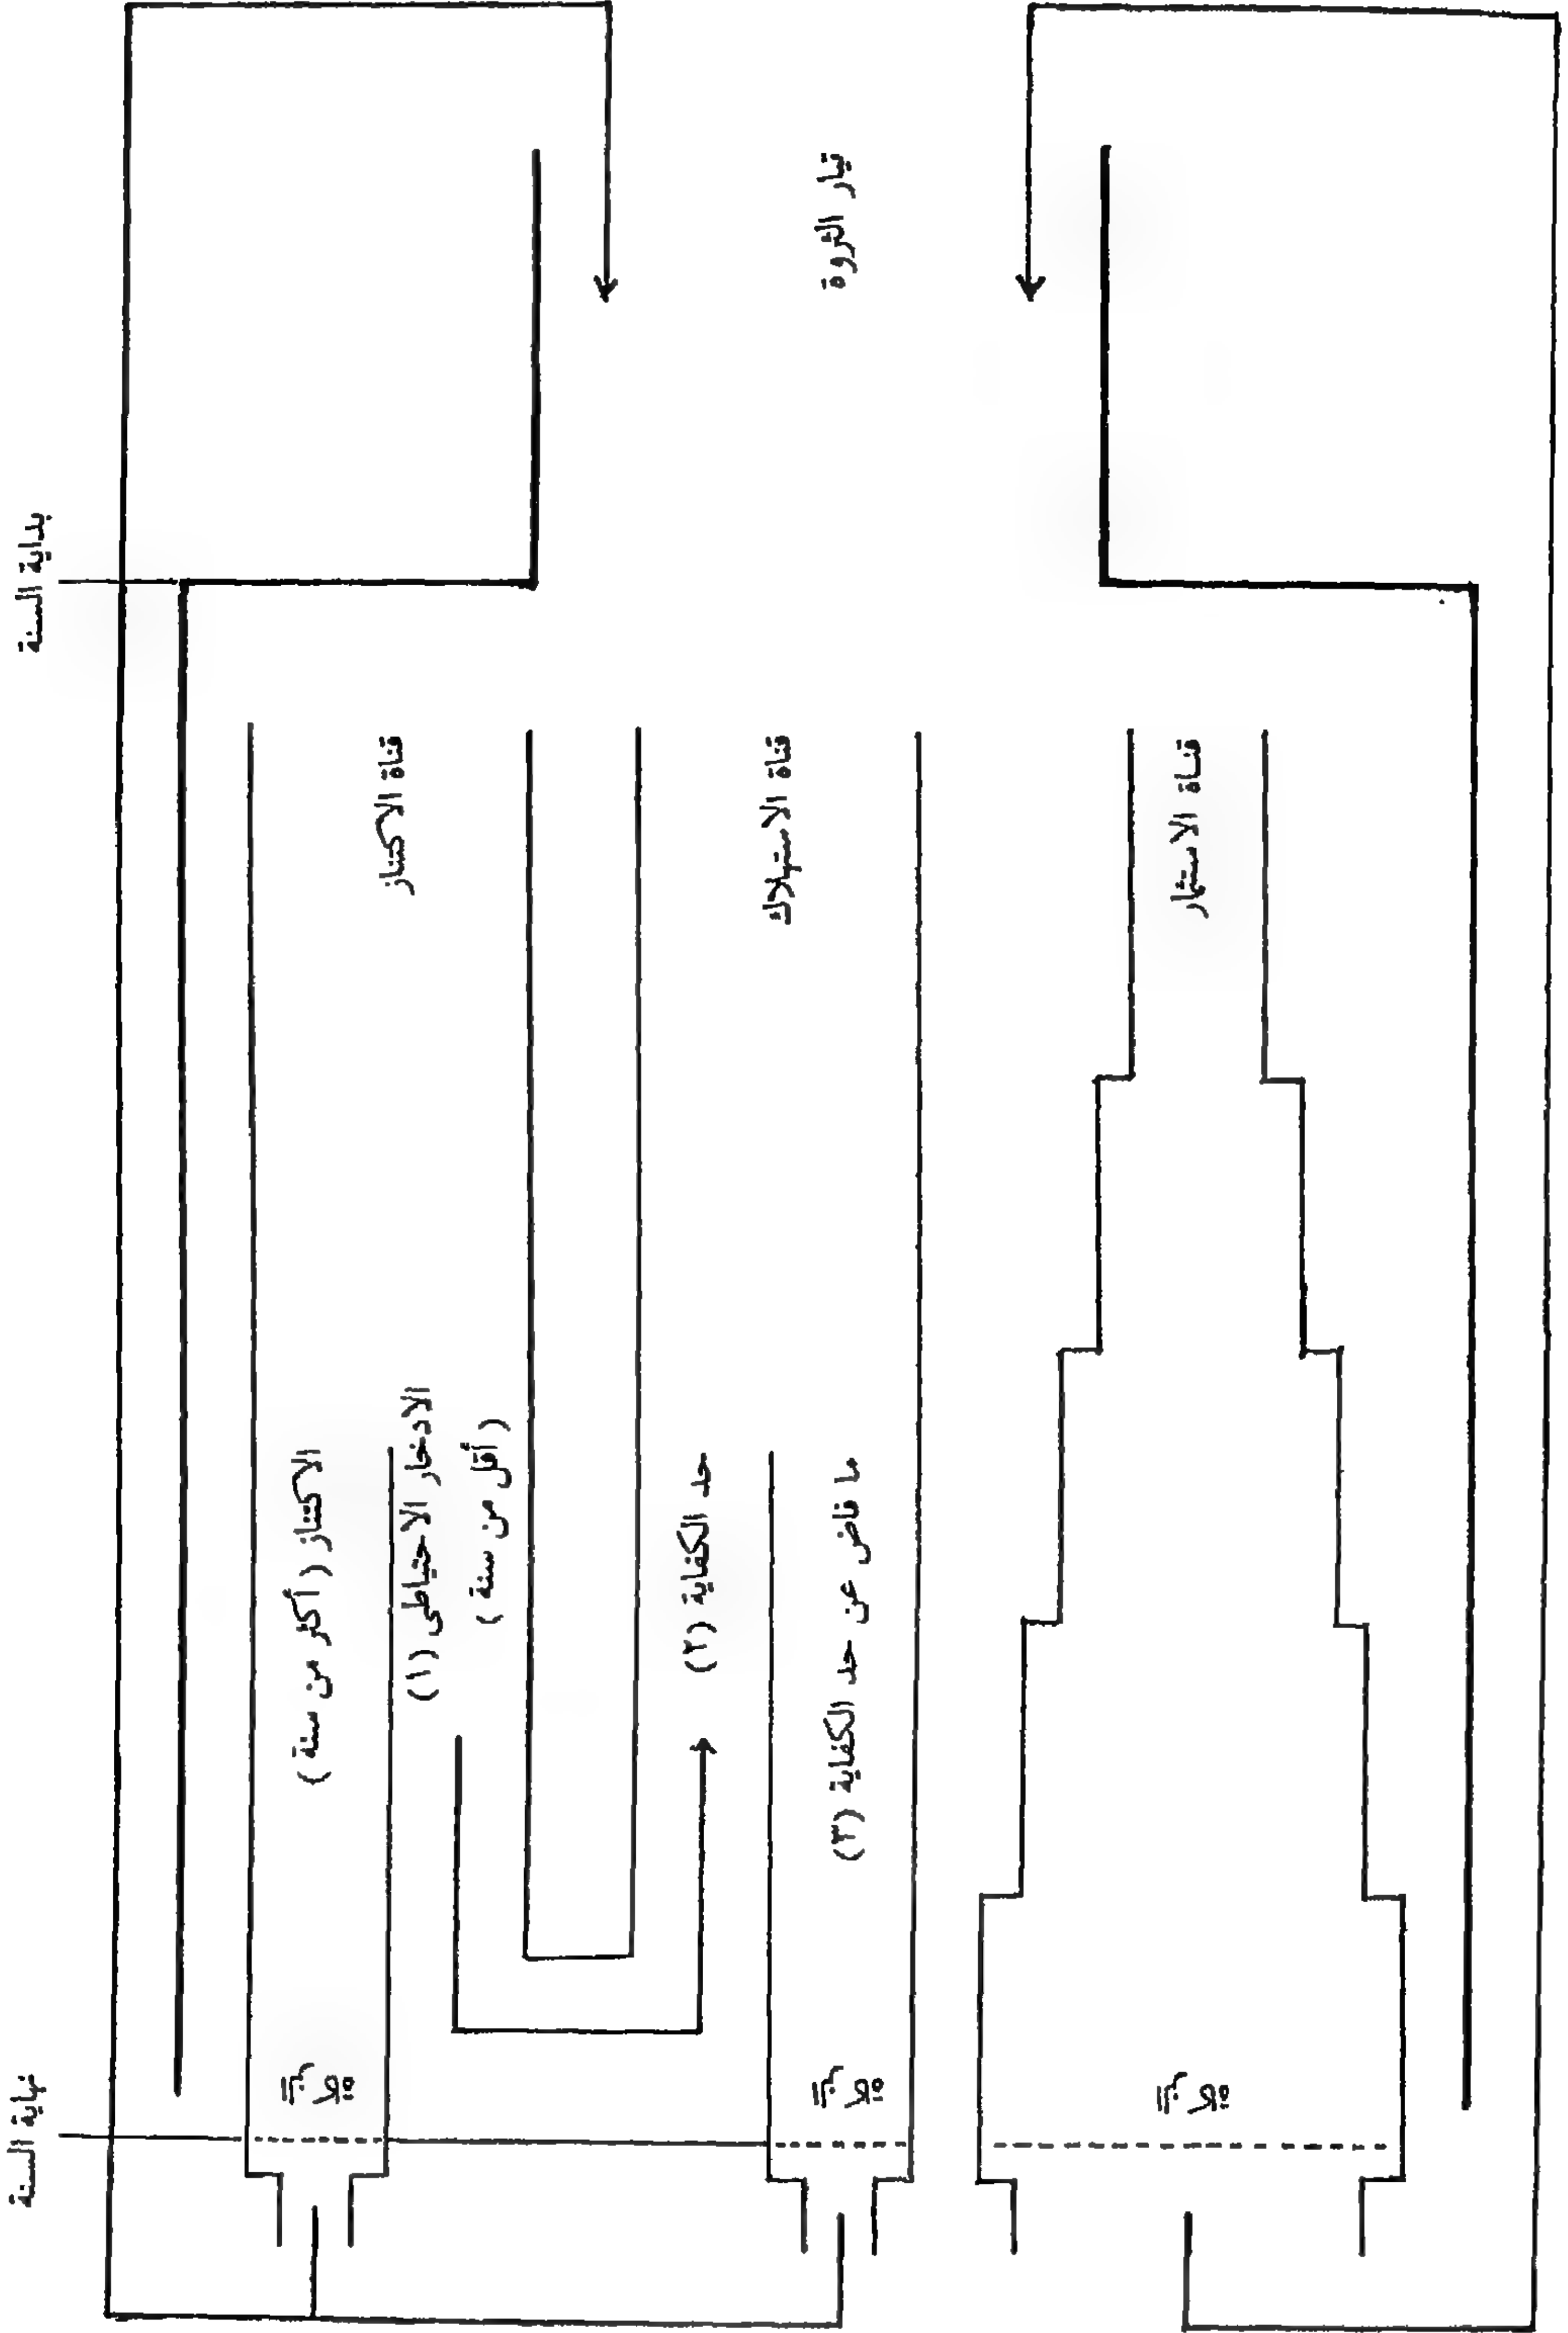 بداية السنة
نهاية السنة
تيار الثروة
قناة الاكتناز
قناة الاستهلاك
قناة الاستثمار
الاكتناز (أكثر من سنة)
الادخار الاحتياطى (١)
(أقل من سنة)
حد الكفاية (٢)
ما فاض عن حد الكفاية (٣)